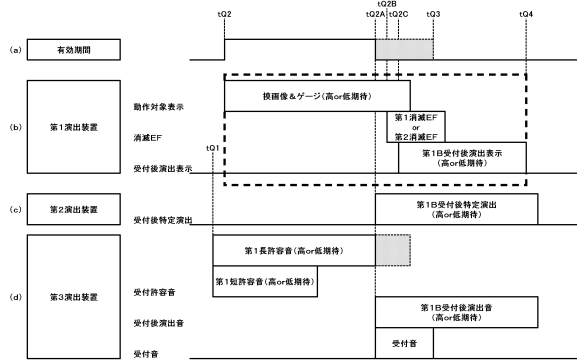 tQ2B
tQ2 tQ2A tQ2C tQ3 tQ4
(a) 有効期間
動作対象表示 換画像&ゲージ(高or低期待)
(b) 第1演出装置
消滅EF 第1消滅EF
or
第2消滅EF
tQ1
受付後演出表示 第1B受付後演出表示
(高or低期待)
(c) 第2演出装置 受付後特定演出 第1B受付後特定演出
(高or低期待)
第1長許容音(高or低期待)
受付許容音 第1短許容音(高or低期待)
(d) 第3演出装置
受付後演出音 第1B受付後演出音
(高or低期待)
受付音 受付音